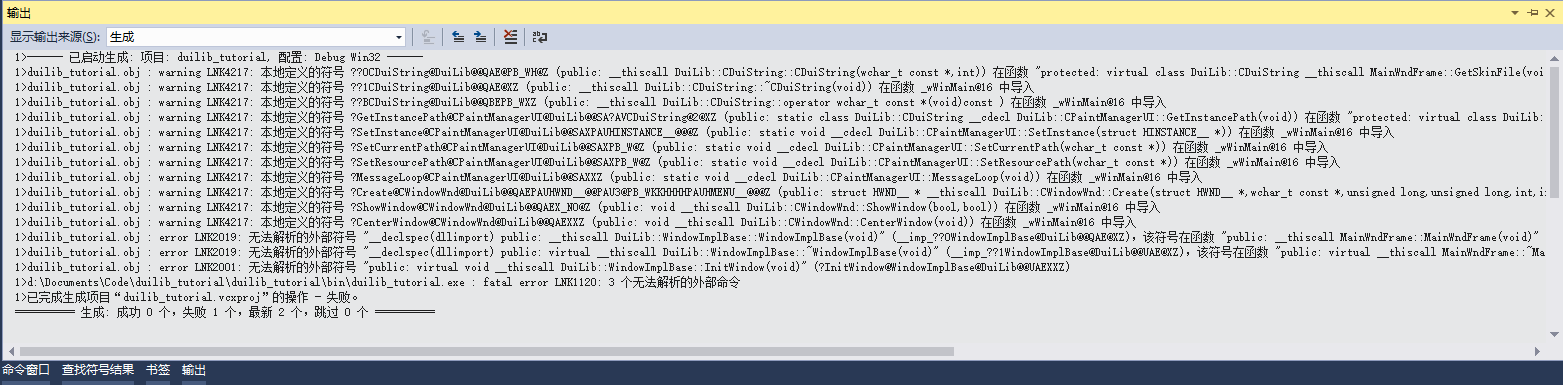 输出
显示输出来源(S): 生成
1>------ 已启动生成: 项目: duilib_tutorial, 配置: Debug Win32 ------
1>duilib_tutorial.obj : warning LNK4217: 本地定义的符号 ??0CDuiString@DuiLib@@QAE@PB_WH@Z (public: __thiscall DuiLib::CDuiString::CDuiString(wchar_t const *,int)) 在函数 "protected: virtual class DuiLib::CDuiString __thiscall MainWndFrame::GetSkinFile(voi
1>duilib_tutorial.obj : warning LNK4217: 本地定义的符号 ??1CDuiString@DuiLib@@QAE@XZ (public: __thiscall DuiLib::CDuiString::~CDuiString(void)) 在函数 _wWinMain@16 中导入
1>duilib_tutorial.obj : warning LNK4217: 本地定义的符号 ??BCDuiString@DuiLib@@QBEPB_WXZ (public: __thiscall DuiLib::CDuiString::operator wchar_t const *(void)const ) 在函数 _wWinMain@16 中导入
1>duilib_tutorial.obj : warning LNK4217: 本地定义的符号 ?GetInstancePath@CPaintManagerUI@DuiLib@@SA?AVCDuiString@2@XZ (public: static class DuiLib::CDuiString __cdecl DuiLib::CPaintManagerUI::GetInstancePath(void)) 在函数 "protected: virtual class DuiLib:
1>duilib_tutorial.obj : warning LNK4217: 本地定义的符号 ?SetInstance@CPaintManagerUI@DuiLib@@SAXPAUHINSTANCE__@@@Z (public: static void __cdecl DuiLib::CPaintManagerUI::SetInstance(struct HINSTANCE__ *)) 在函数 _wWinMain@16 中导入
1>duilib_tutorial.obj : warning LNK4217: 本地定义的符号 ?SetCurrentPath@CPaintManagerUI@DuiLib@@SAXPB_W@Z (public: static void __cdecl DuiLib::CPaintManagerUI::SetCurrentPath(wchar_t const *)) 在函数 _wWinMain@16 中导入
1>duilib_tutorial.obj : warning LNK4217: 本地定义的符号 ?SetResourcePath@CPaintManagerUI@DuiLib@@SAXPB_W@Z (public: static void __cdecl DuiLib::CPaintManagerUI::SetResourcePath(wchar_t const *)) 在函数 _wWinMain@16 中导入
1>duilib_tutorial.obj : warning LNK4217: 本地定义的符号 ?MessageLoop@CPaintManagerUI@DuiLib@@SAXXZ (public: static void __cdecl DuiLib::CPaintManagerUI::MessageLoop(void)) 在函数 _wWinMain@16 中导入
1>duilib_tutorial.obj : warning LNK4217: 本地定义的符号 ?Create@CWindowWnd@DuiLib@@QAEPAUHWND__@@PAU3@PB_WKKHHHHPAUHMENU__@@@Z (public: struct HWND__ * __thiscall DuiLib::CWindowWnd::Create(struct HWND__ *,wchar_t const *,unsigned long,unsigned long,int,i
1>duilib_tutorial.obj : warning LNK4217: 本地定义的符号 ?ShowWindow@CWindowWnd@DuiLib@@QAEX_NO@Z (public: void __thiscall DuiLib::CWindowWnd::ShowWindow(bool,bool)) 在函数 _wWinMain@16 中导入
1>duilib_tutorial.obj : warning LNK4217: 本地定义的符号 ?CenterWindow@CWindowWnd@DuiLib@@QAEXXZ (public: void __thiscall DuiLib::CWindowWnd::CenterWindow(void)) 在函数 _wWinMain@16 中导入
1>duilib_tutorial.obj : error LNK2019: 无法解析的外部符号 "__declspec(dllimport) public: __thiscall DuiLib::WindowImplBase::WindowImplBase(void)" (__imp_??0WindowImplBase@DuiLib@@QAE@XZ)，该符号在函数 "public: __thiscall MainWndFrame::MainWndFrame(void)"
1>duilib_tutorial.obj : error LNK2019: 无法解析的外部符号 "__declspec(dllimport) public: virtual __thiscall DuiLib::WindowImplBase::~WindowImplBase(void)" (__imp_??1WindowImplBase@DuiLib@@UAE@XZ)，该符号在函数 "public: virtual __thiscall MainWndFrame::~Ma
1>duilib_tutorial.obj : error LNK2001: 无法解析的外部符号 "public: virtual void __thiscall DuiLib::WindowImplBase::InitWindow(void)" (?InitWindow@WindowImplBase@DuiLib@@UAEXXZ)
1>d:\Documents\Code\duilib_tutorial\duilib_tutorial\bin\duilib_tutorial.exe : fatal error LNK1120: 3 个无法解析的外部命令
1>已完成生成项目“duilib_tutorial.vcxproj”的操作 - 失败。
========== 生成: 成功 0 个，失败 1 个，最新 2 个，跳过 0 个 ==========
命令窗口 查找符号结果 书签 输出